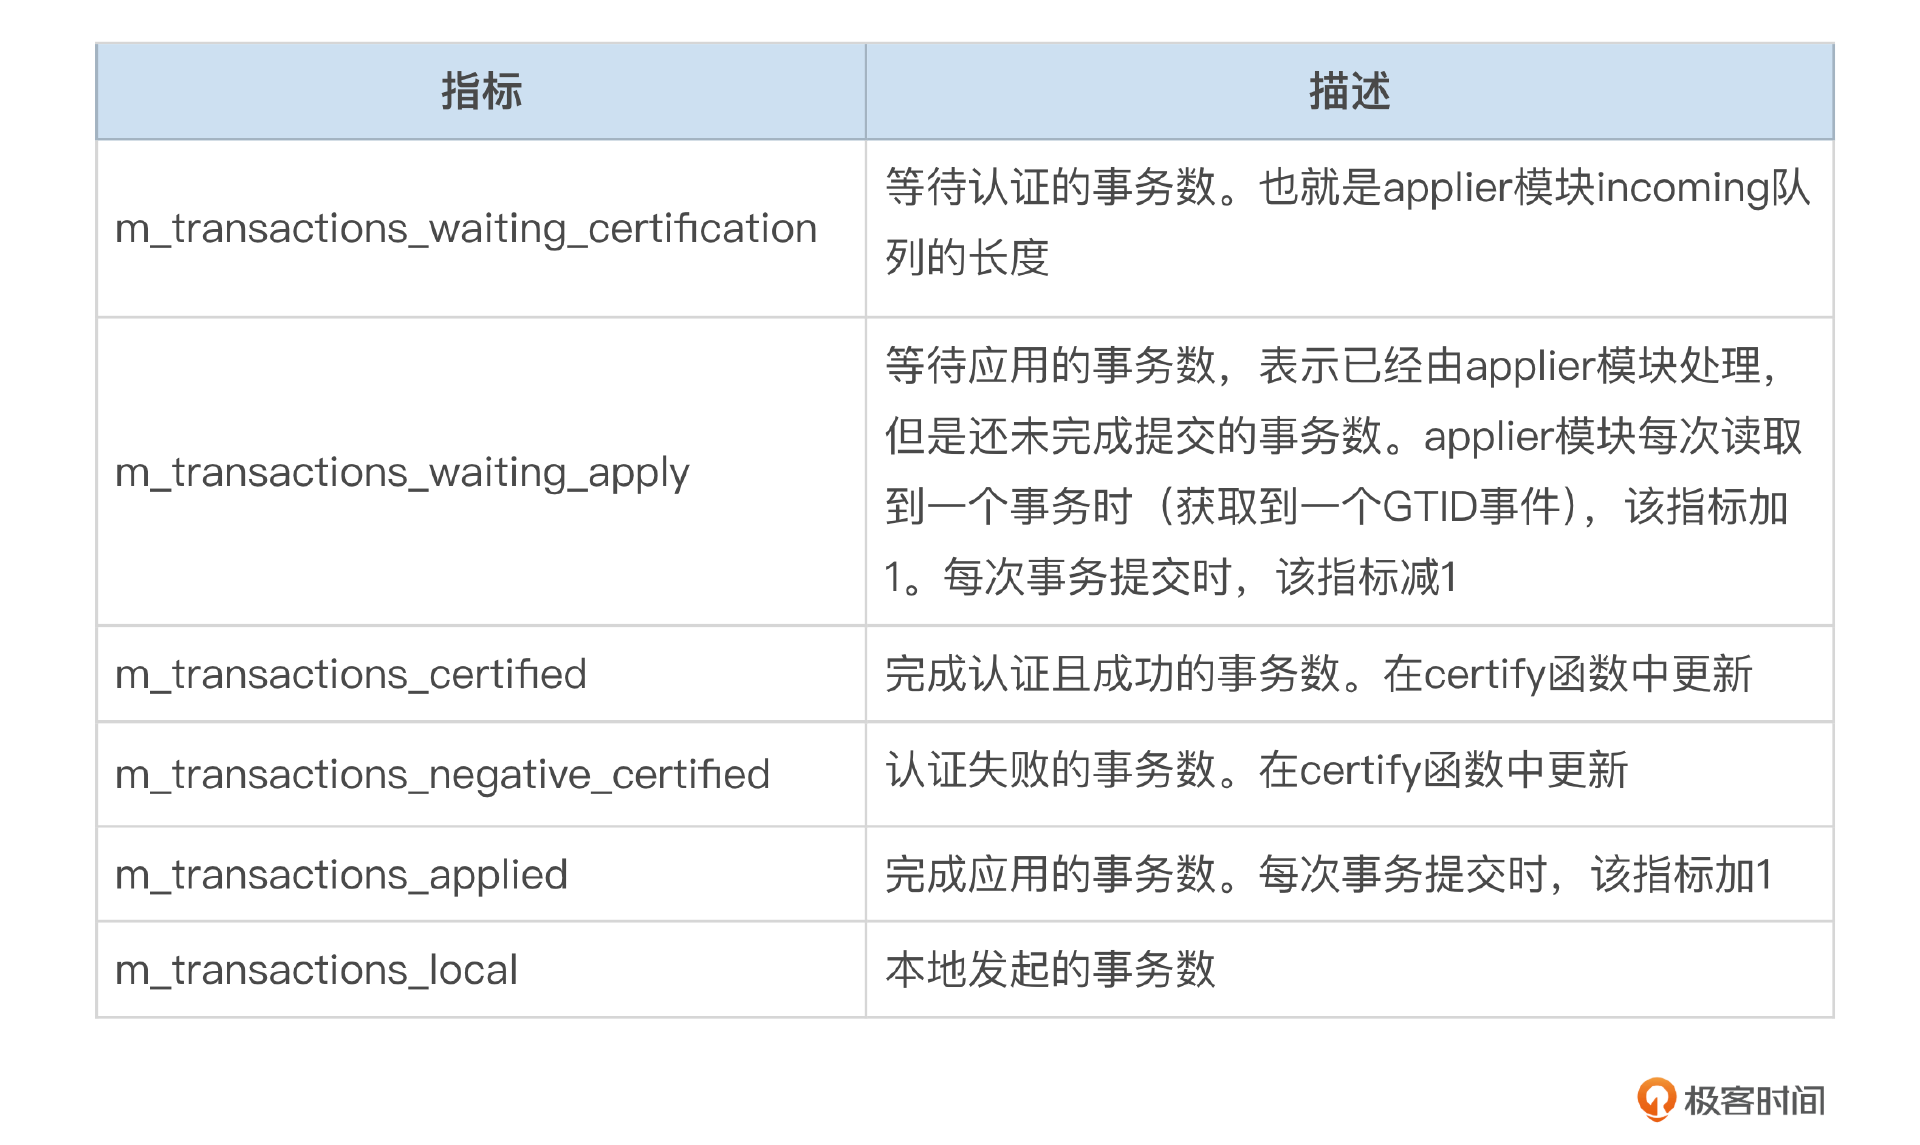 指标
描述
m_transactions_waiting_certification
等待认证的事务数。也就是applier模块incoming队
列的长度
m_transactions_waiting_apply
等待应用的事务数，表示已经由applier模块处理，
但是还未完成提交的事务数。applier模块每次读取
到一个事务时（获取到一个GTID事件），该指标加
1。每次事务提交时，该指标减1
m_transactions_certified
完成认证且成功的事务数。在certify函数中更新
m_transactions_negative_certified
认证失败的事务数。在certify函数中更新
m_transactions_applied
完成应用的事务数。每次事务提交时，该指标加1
m_transactions_local
本地发起的事务数
极客时间